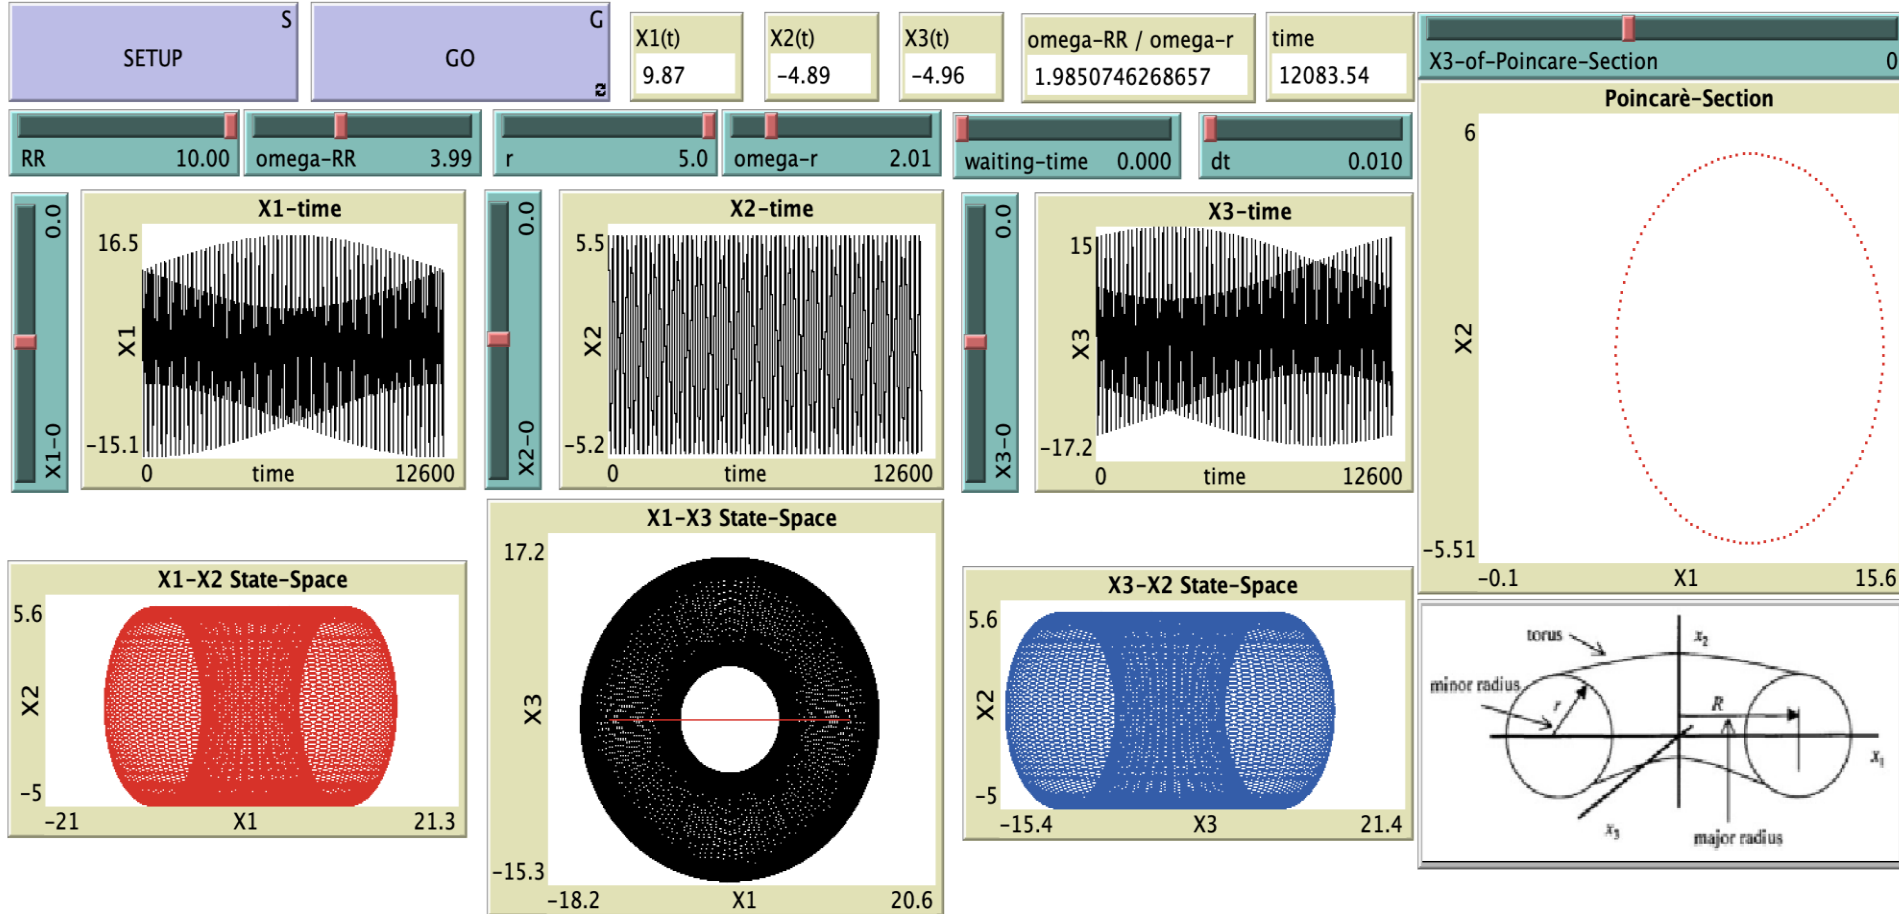 S
SETUP
G
GO
X1(t)
9.87
X2(t)
-4.89
X3(t)
-4.96
omega-RR / omega-r
1.9850746268657
time
12083.54
X3-of-Poincare-Section 0
RR 10.00
omega-RR 3.99
r 5.0
omega-r 2.01
waiting-time 0.000
dt 0.010
X1-0 0.0
X1-time
16.5
X1
-15.1
0 time 12600
X2-0 0.0
X2-time
5.5
X2
-5.2
0 time 12600
X3-0 0.0
X3-time
15
X3
-17.2
0 time 12600
Poincarè-Section
6
X2
-5.51
-0.1 X1 15.6
X1-X2 State-Space
5.6
X2
-5
-21 X1 21.3
X1-X3 State-Space
17.2
X3
-15.3
-18.2 X1 20.6
X3-X2 State-Space
5.6
X2
-5
-15.4 X3 21.4
torus
x₂
minor radius
r
R
x₁
x₃
major radius